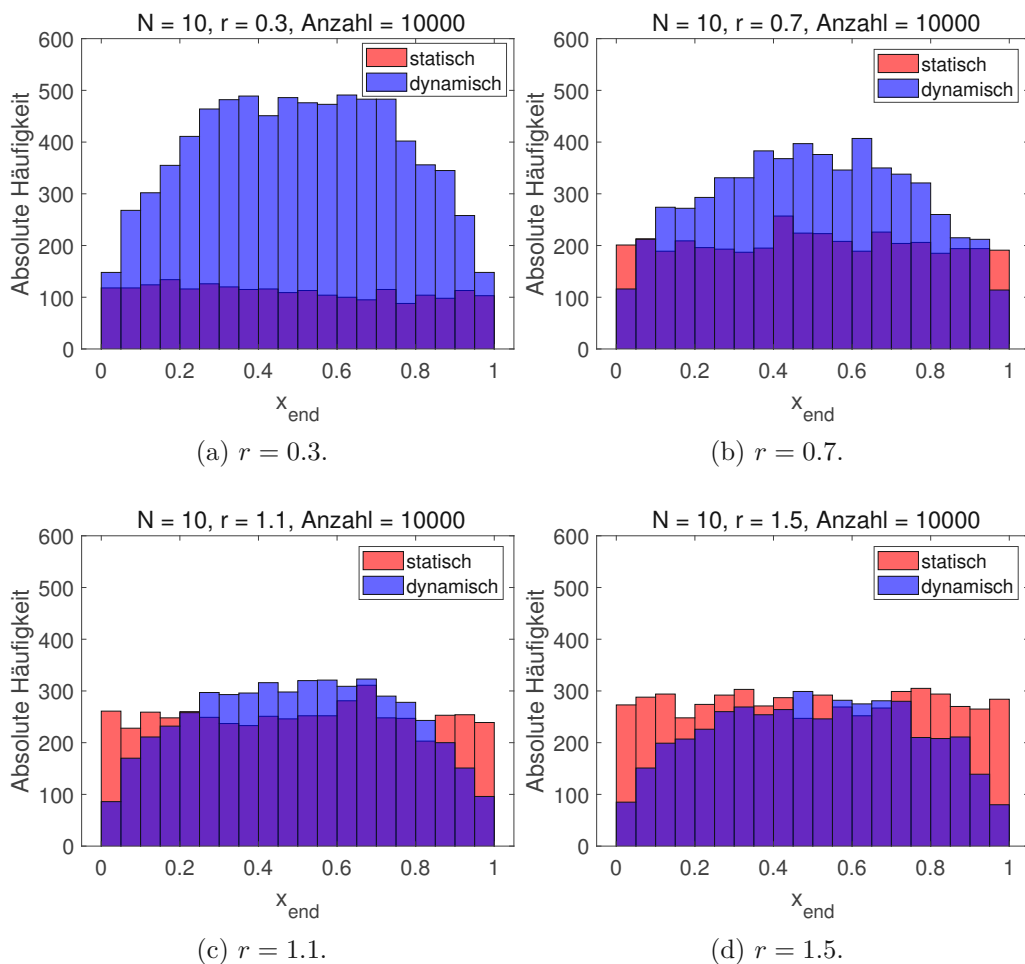 N = 10, r = 0.3, Anzahl = 10000
600
500
400
300
200
100
0
Absolute Häufigkeit
statisch
dynamisch
0 0.2 0.4 0.6 0.8 1
x_end
(a) r = 0.3.
N = 10, r = 0.7, Anzahl = 10000
600
500
400
300
200
100
0
Absolute Häufigkeit
statisch
dynamisch
0 0.2 0.4 0.6 0.8 1
x_end
(b) r = 0.7.
N = 10, r = 1.1, Anzahl = 10000
600
500
400
300
200
100
0
Absolute Häufigkeit
statisch
dynamisch
0 0.2 0.4 0.6 0.8 1
x_end
(c) r = 1.1.
N = 10, r = 1.5, Anzahl = 10000
600
500
400
300
200
100
0
Absolute Häufigkeit
statisch
dynamisch
0 0.2 0.4 0.6 0.8 1
x_end
(d) r = 1.5.